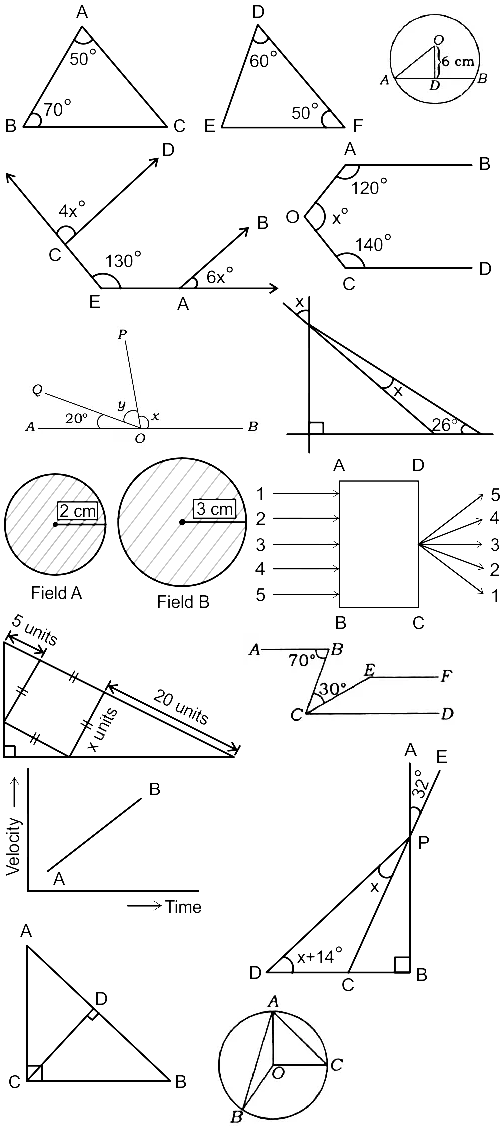 A
50°
70°
B
C
D
60°
50°
E
F
O
6 cm
A
D
B
D
4x°
C
130°
B
6x°
E
A
A
B
120°
O
x°
140°
C
D
P
Q
y
x
20°
A
O
B
x
x
26°
2 cm
Field A
3 cm
Field B
A
D
1
2
3
4
5
5
4
3
2
1
B
C
5 units
20 units
x units
A
B
70°
E
F
30°
C
D
Velocity
A
B
Time
A
E
32°
P
x
x+14°
D
C
B
A
D
C
B
A
O
C
B